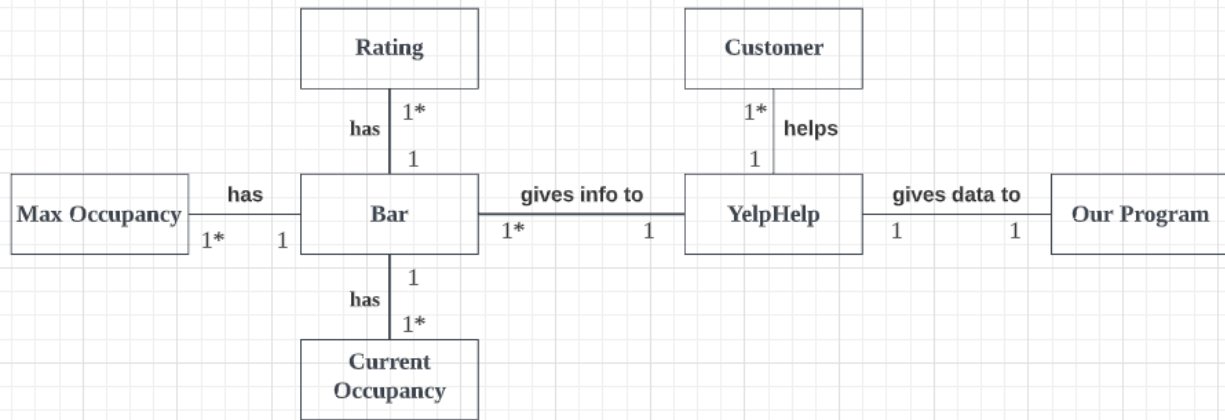 Rating
Customer
1*
1*
has
helps
1
1
Max Occupancy
has
Bar
gives info to
YelpHelp
gives data to
Our Program
1*
1
1*
1
1
1
1
has
1*
Current
Occupancy